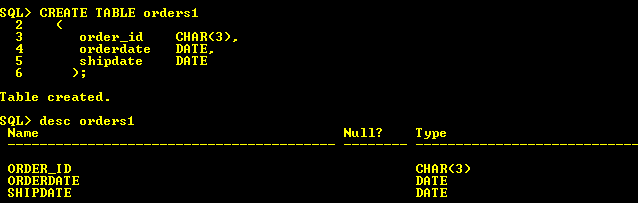 SQL> CREATE TABLE orders1
2 (
3 order_id CHAR(3),
4 orderdate DATE,
5 shipdate DATE
6 );
Table created.
SQL> desc orders1
Name Null? Type
----------------------------------------- -------- ----------------------------
ORDER_ID CHAR(3)
ORDERDATE DATE
SHIPDATE DATE